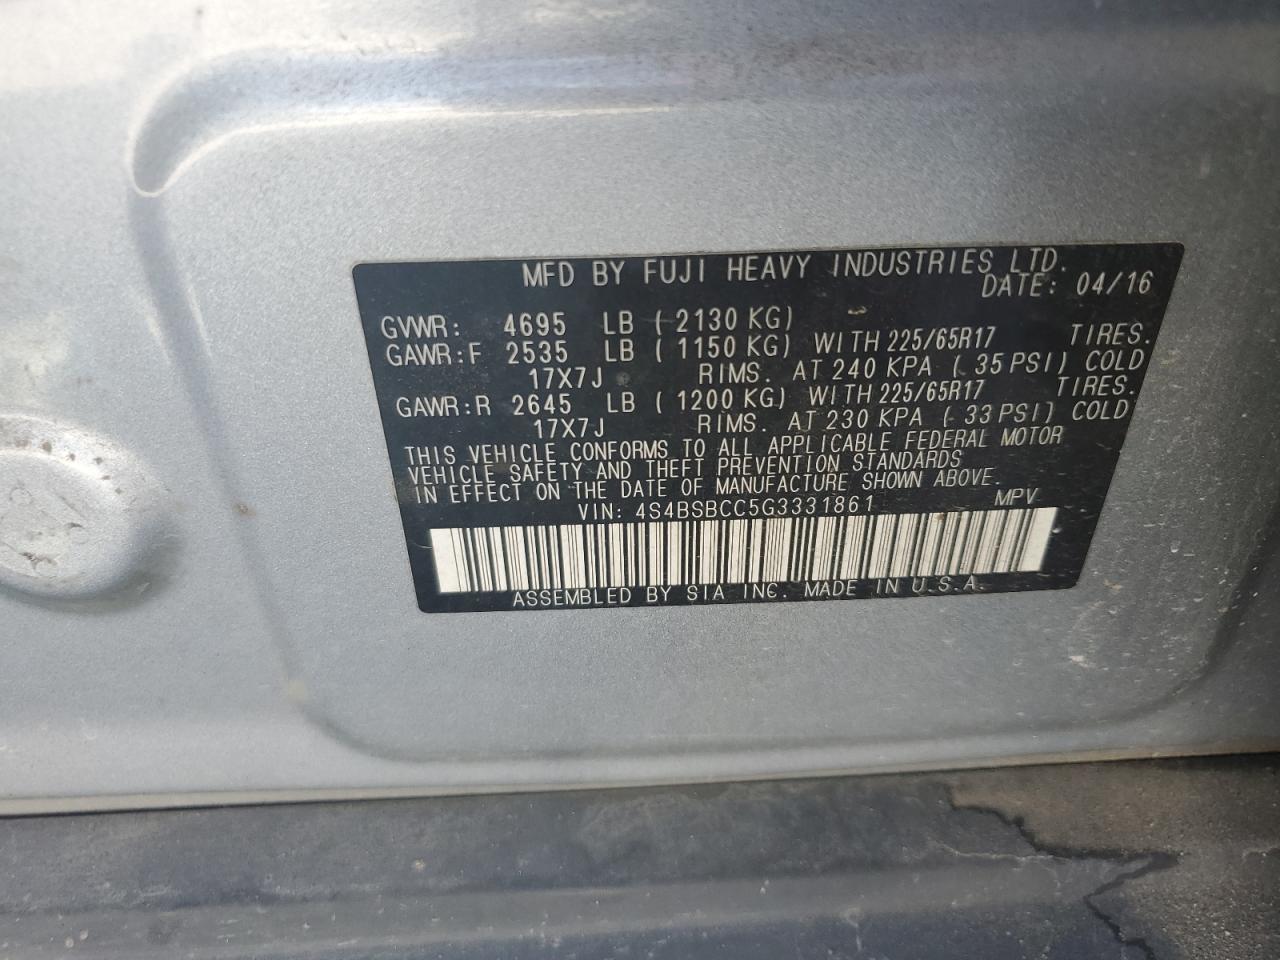 MFD BY FUJI HEAVY INDUSTRIES LTD.
DATE: 04/16
GVWR: 4695 LB (2130 KG)
GAWR:F 2535 LB (1150 KG) WITH 225/65R17 TIRES.
17X7J RIMS. AT 240 KPA (35 PSI) COLD
GAWR:R 2645 LB (1200 KG) WITH 225/65R17 TIRES.
17X7J RIMS. AT 230 KPA (33 PSI) COLD
THIS VEHICLE CONFORMS TO ALL APPLICABLE FEDERAL MOTOR
VEHICLE SAFETY AND THEFT PREVENTION STANDARDS
IN EFFECT ON THE DATE OF MANUFACTURE SHOWN ABOVE.
VIN: 4S4BSBCC5G3331861 MPV
ASSEMBLED BY SIA INC. MADE IN U.S.A.